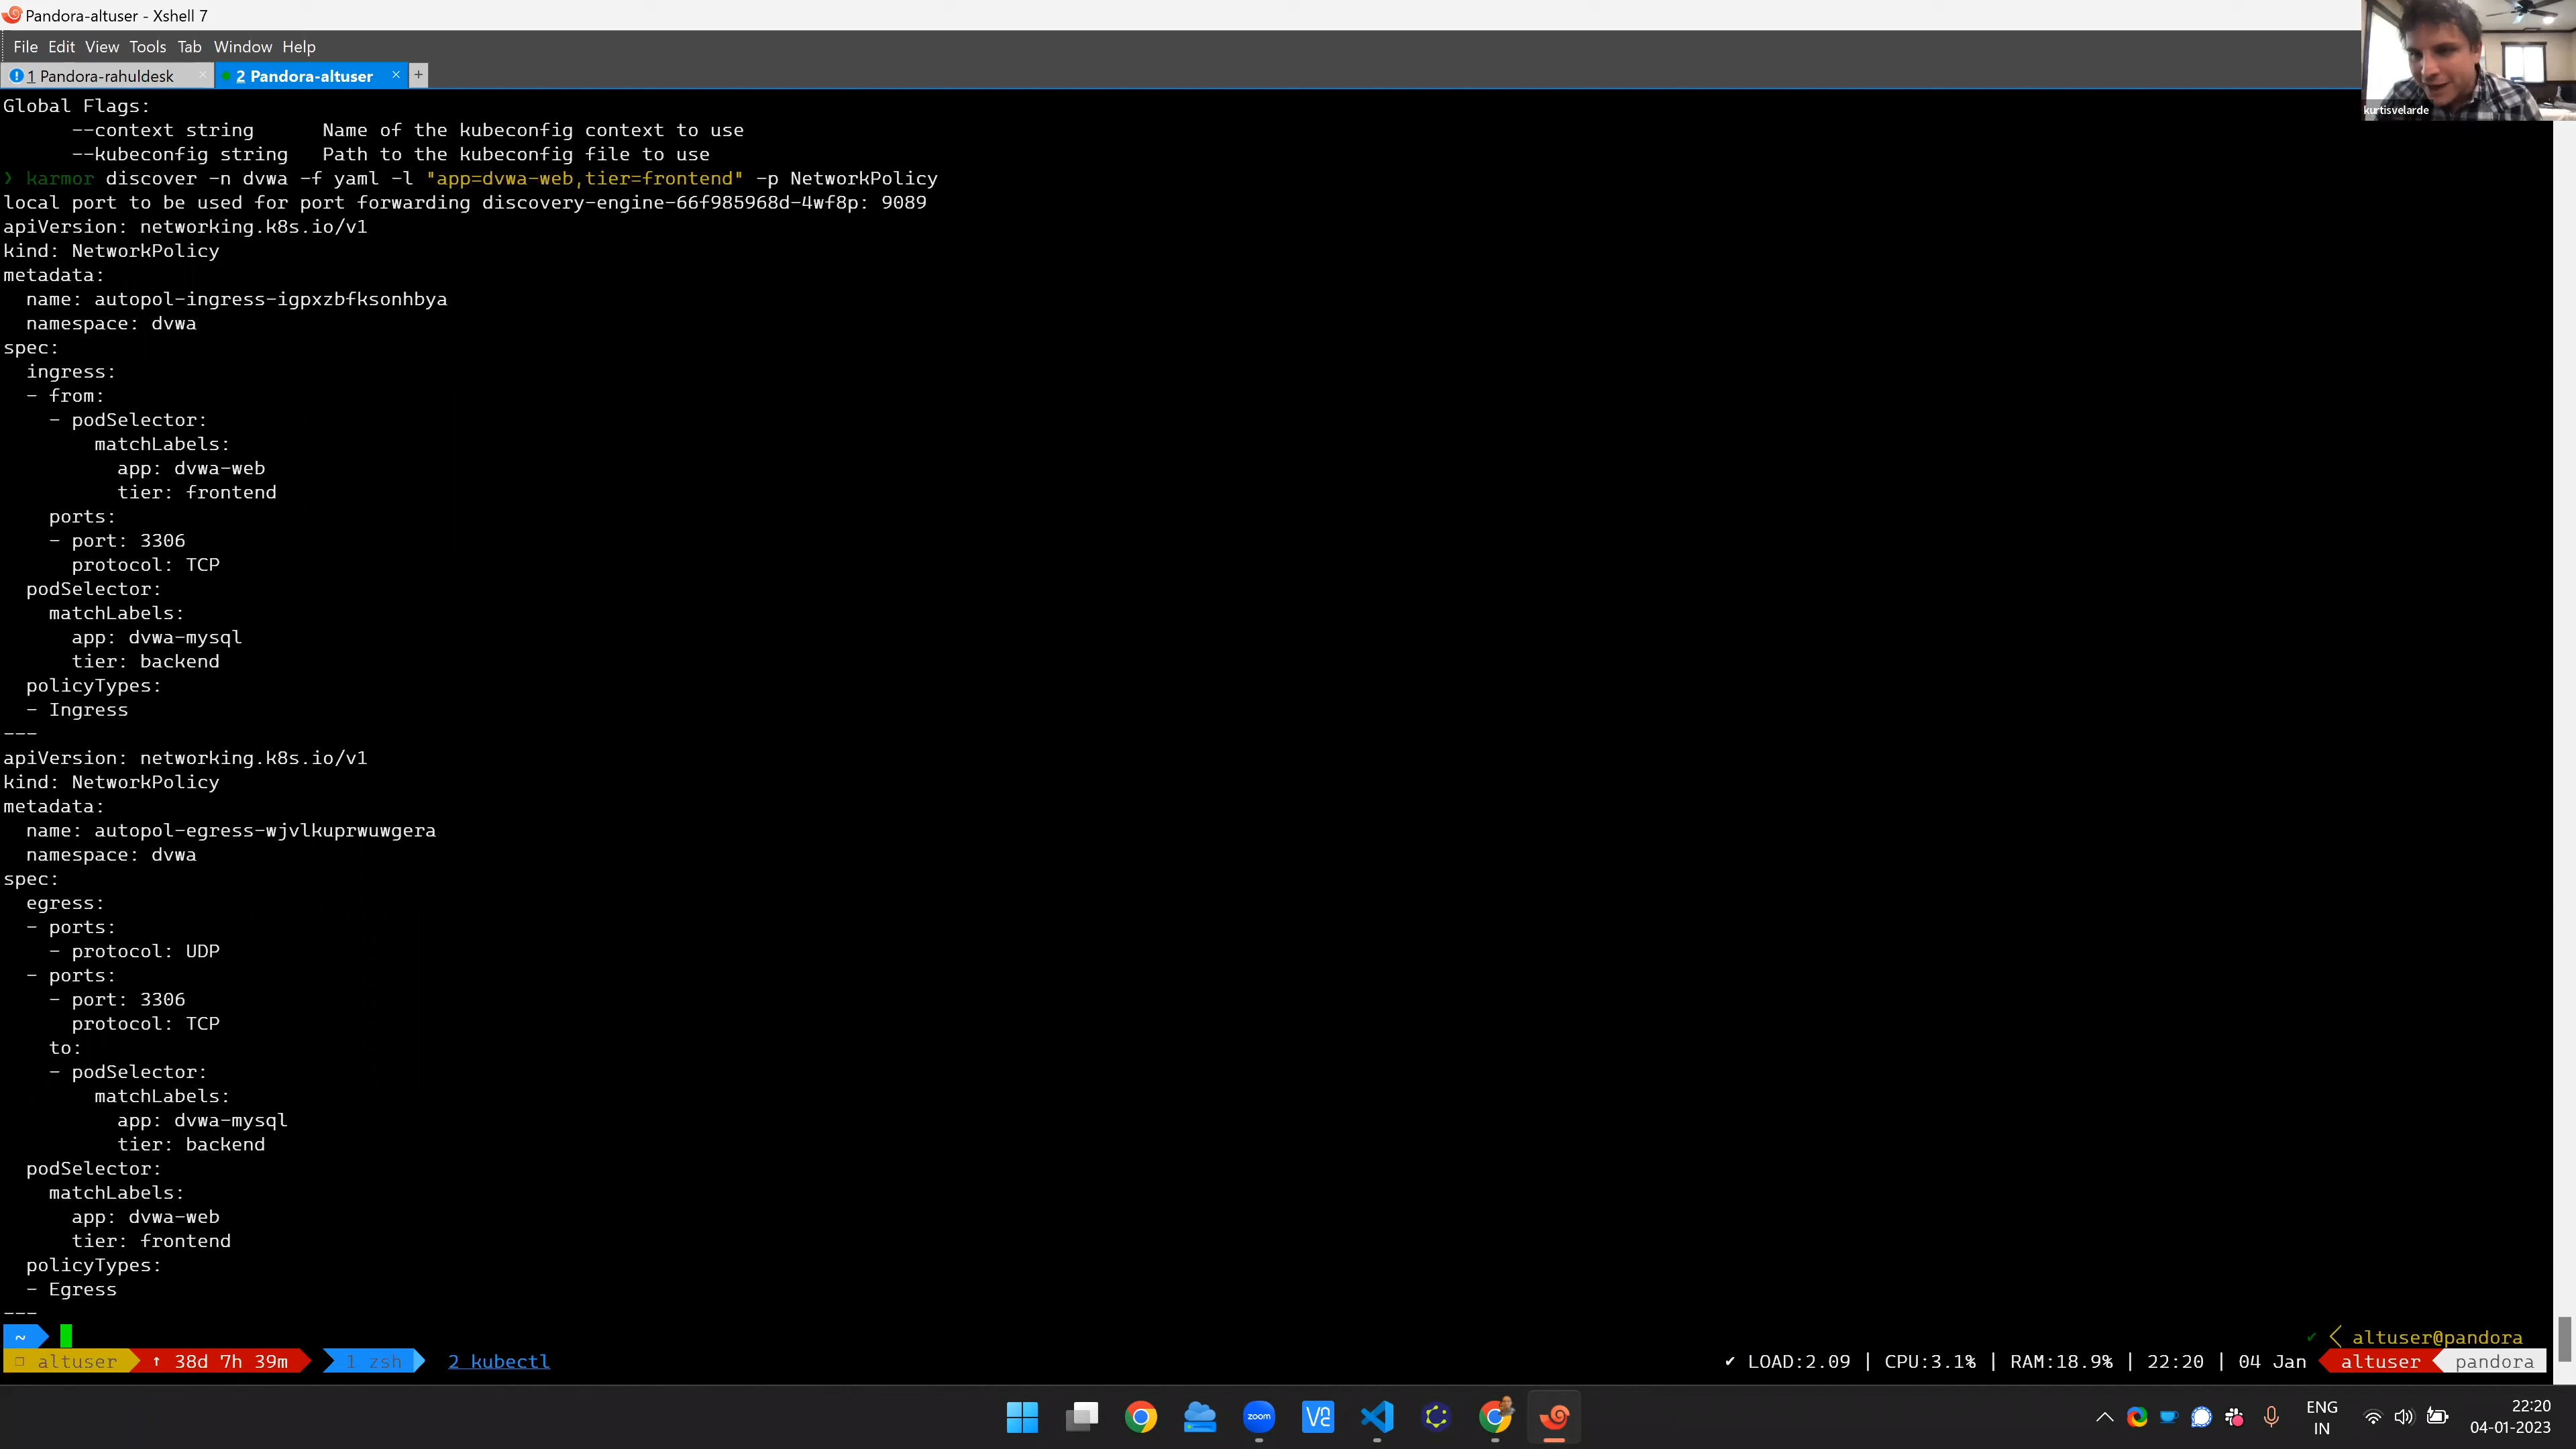 Pandora-altuser - Xshell 7
File Edit View Tools Tab Window Help
1 Pandora-rahuldesk × 2 Pandora-altuser × +
kurtisvelarde
Global Flags:
      --context string      Name of the kubeconfig context to use
      --kubeconfig string   Path to the kubeconfig file to use
❯ karmor discover -n dvwa -f yaml -l "app=dvwa-web,tier=frontend" -p NetworkPolicy
local port to be used for port forwarding discovery-engine-66f985968d-4wf8p: 9089
apiVersion: networking.k8s.io/v1
kind: NetworkPolicy
metadata:
  name: autopol-ingress-igpxzbfksonhbya
  namespace: dvwa
spec:
  ingress:
  - from:
    - podSelector:
        matchLabels:
          app: dvwa-web
          tier: frontend
    ports:
    - port: 3306
      protocol: TCP
  podSelector:
    matchLabels:
      app: dvwa-mysql
      tier: backend
  policyTypes:
  - Ingress
---
apiVersion: networking.k8s.io/v1
kind: NetworkPolicy
metadata:
  name: autopol-egress-wjvlkuprwuwgera
  namespace: dvwa
spec:
  egress:
  - ports:
    - protocol: UDP
  - ports:
    - port: 3306
      protocol: TCP
    to:
    - podSelector:
        matchLabels:
          app: dvwa-mysql
          tier: backend
  podSelector:
    matchLabels:
      app: dvwa-web
      tier: frontend
  policyTypes:
  - Egress
---
~ ✔ altuser@pandora
altuser ↑ 38d 7h 39m 1 zsh 2 kubectl ✔ LOAD:2.09 | CPU:3.1% | RAM:18.9% | 22:20 | 04 Jan altuser pandora
zoom
ENG
IN
22:20
04-01-2023